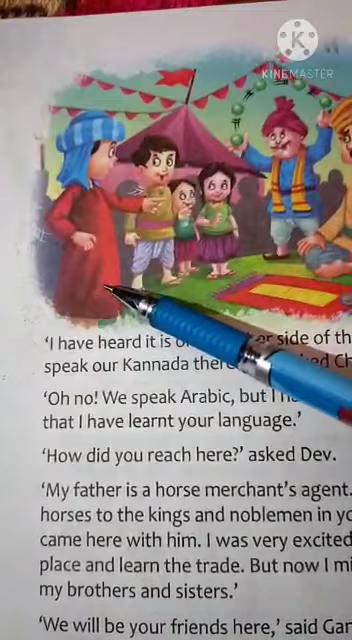 K
KINEMASTER
'I have heard it is o er side of th
speak our Kannada ther ked Ch
'Oh no! We speak Arabic, but I h
that I have learnt your language.'
'How did you reach here?' asked Dev.
'My father is a horse merchant's agent.
horses to the kings and noblemen in yo
came here with him. I was very excited
place and learn the trade. But now I mi
my brothers and sisters.'
'We will be your friends here,' said Gar